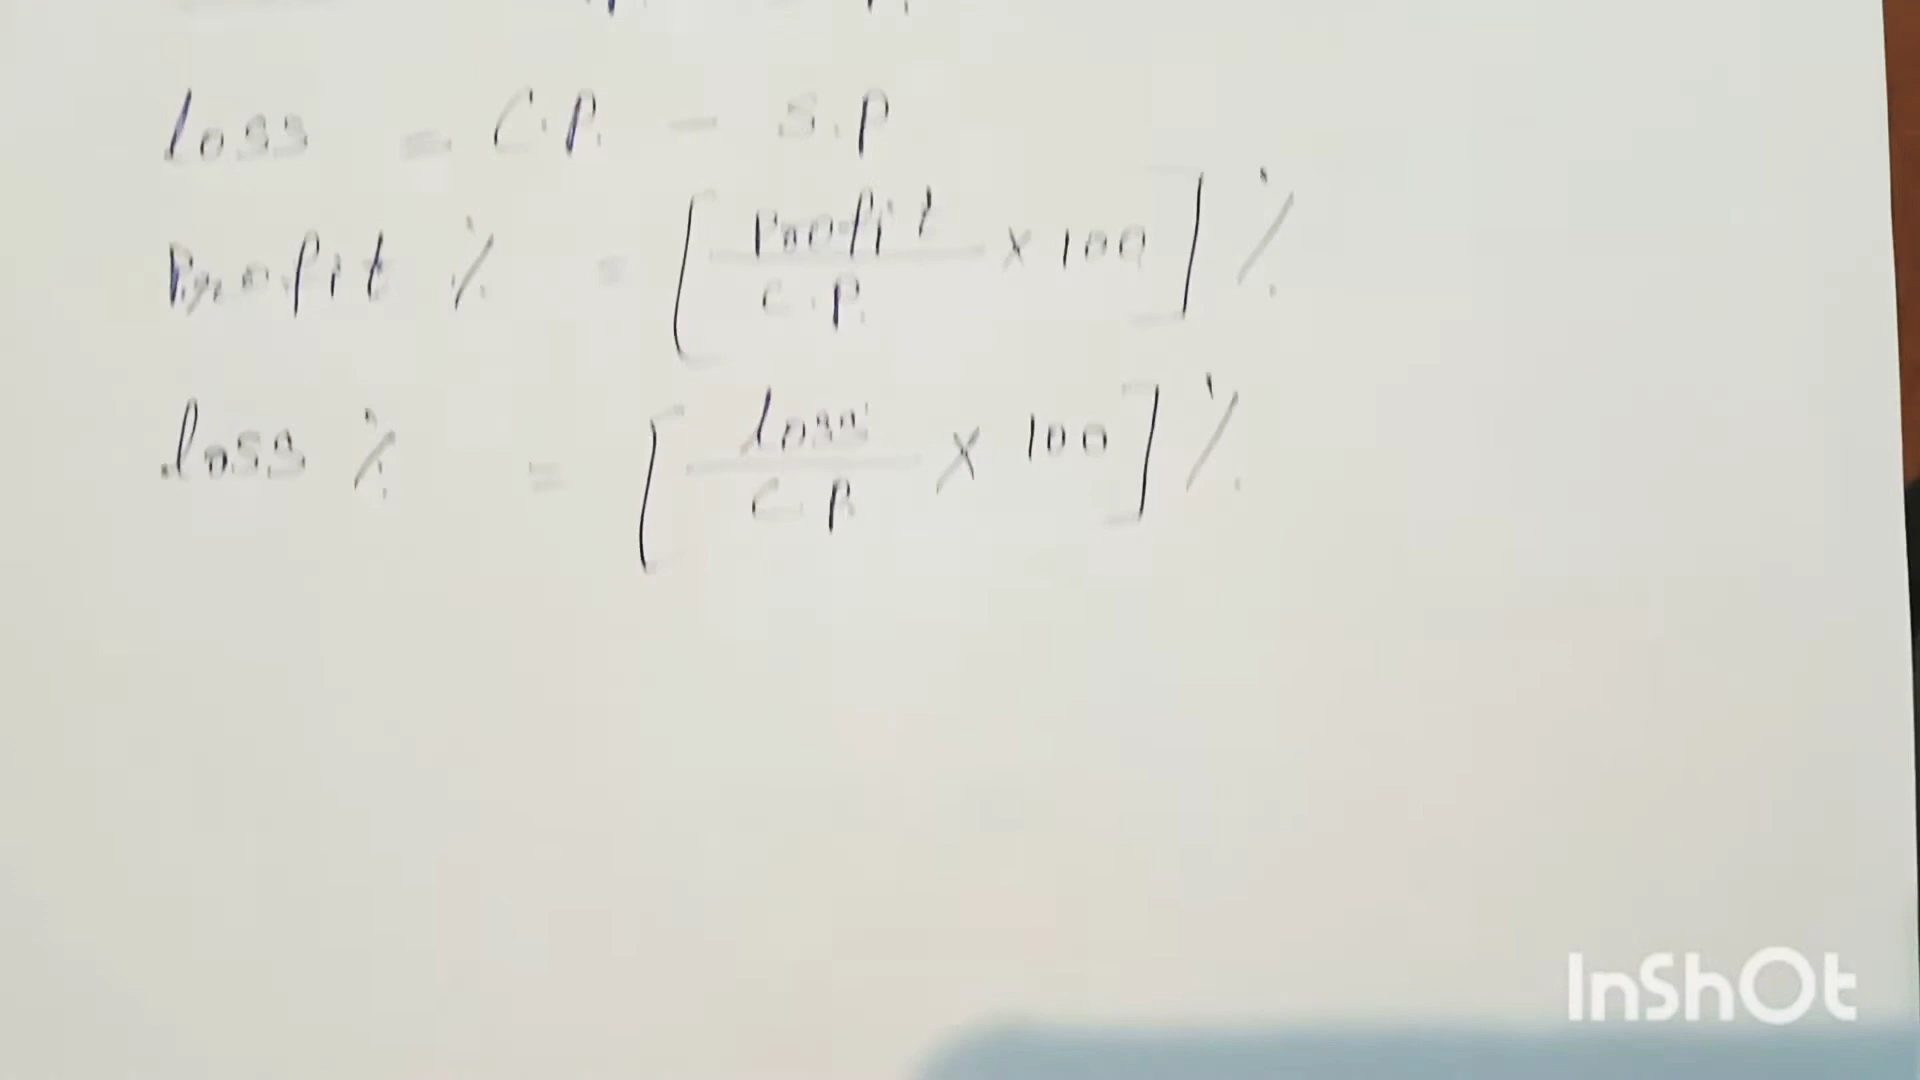 loss = C.P. - S.P
Profit % = [Profit/C.P. × 100] %
loss % = [loss/C.P × 100] %
InShOt